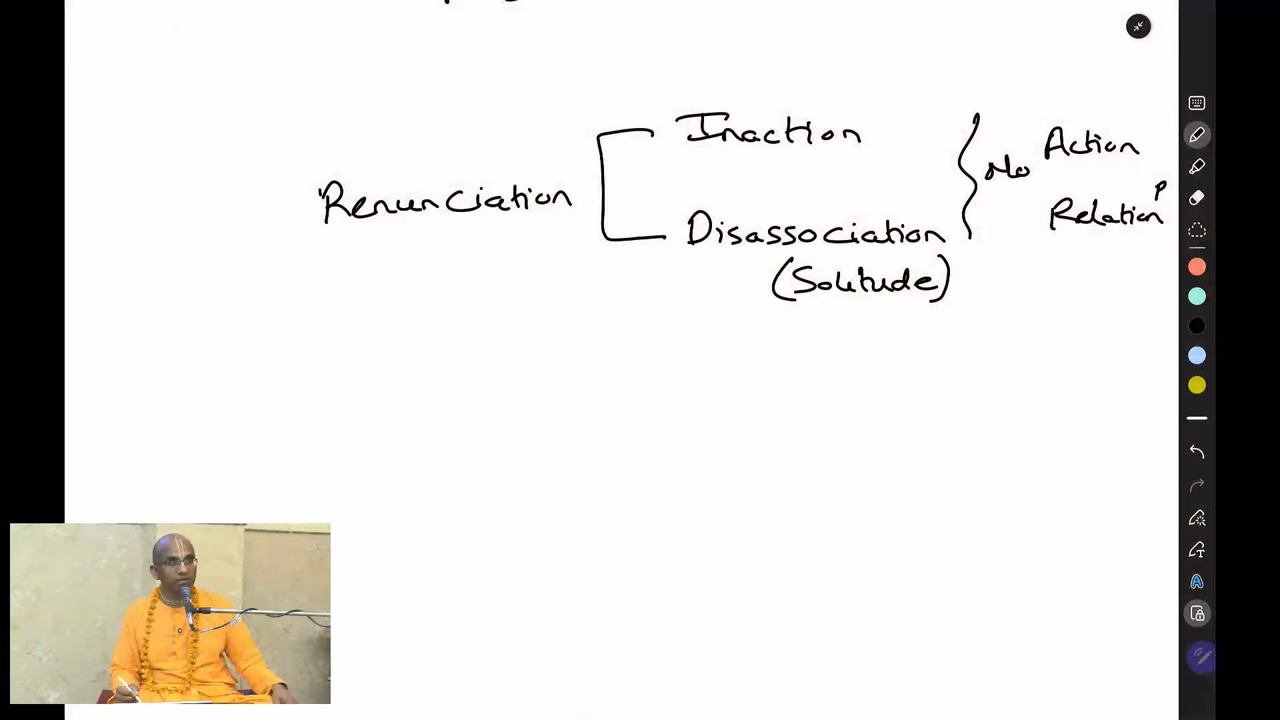 Inaction
Renunciation
Disassociation
(Solitude)
No
Action
Relation P